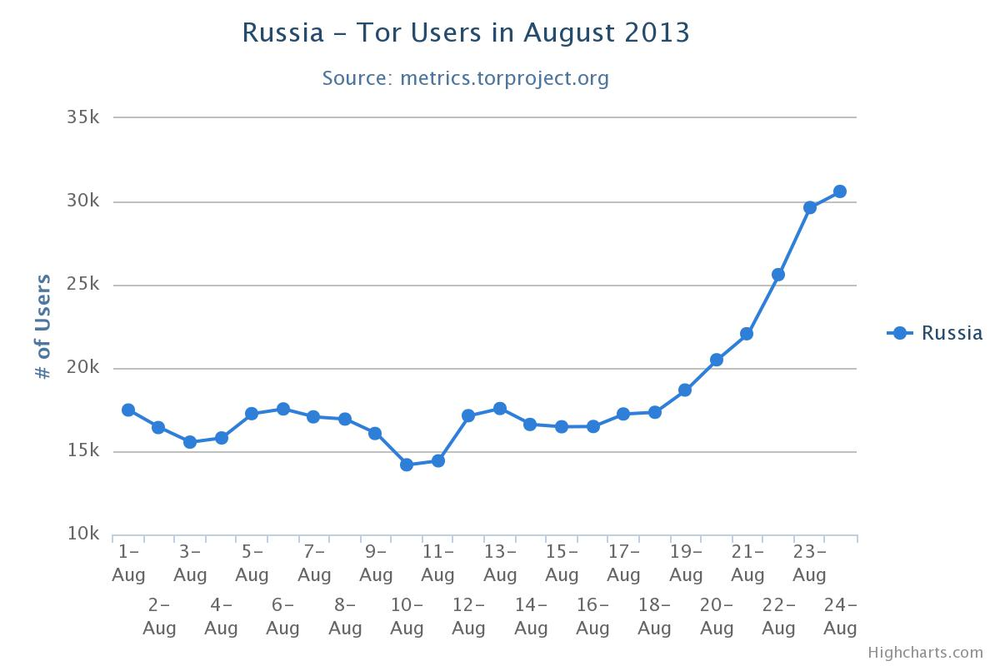 Russia – Tor Users in August 2013
Source: metrics.torproject.org
35k
30k
25k
20k
15k
10k
# of Users
1–
Aug
2–
Aug
3–
Aug
4–
Aug
5–
Aug
6–
Aug
7–
Aug
8–
Aug
9–
Aug
10–
Aug
11–
Aug
12–
Aug
13–
Aug
14–
Aug
15–
Aug
16–
Aug
17–
Aug
18–
Aug
19–
Aug
20–
Aug
21–
Aug
22–
Aug
23–
Aug
24–
Aug
Russia
Highcharts.com